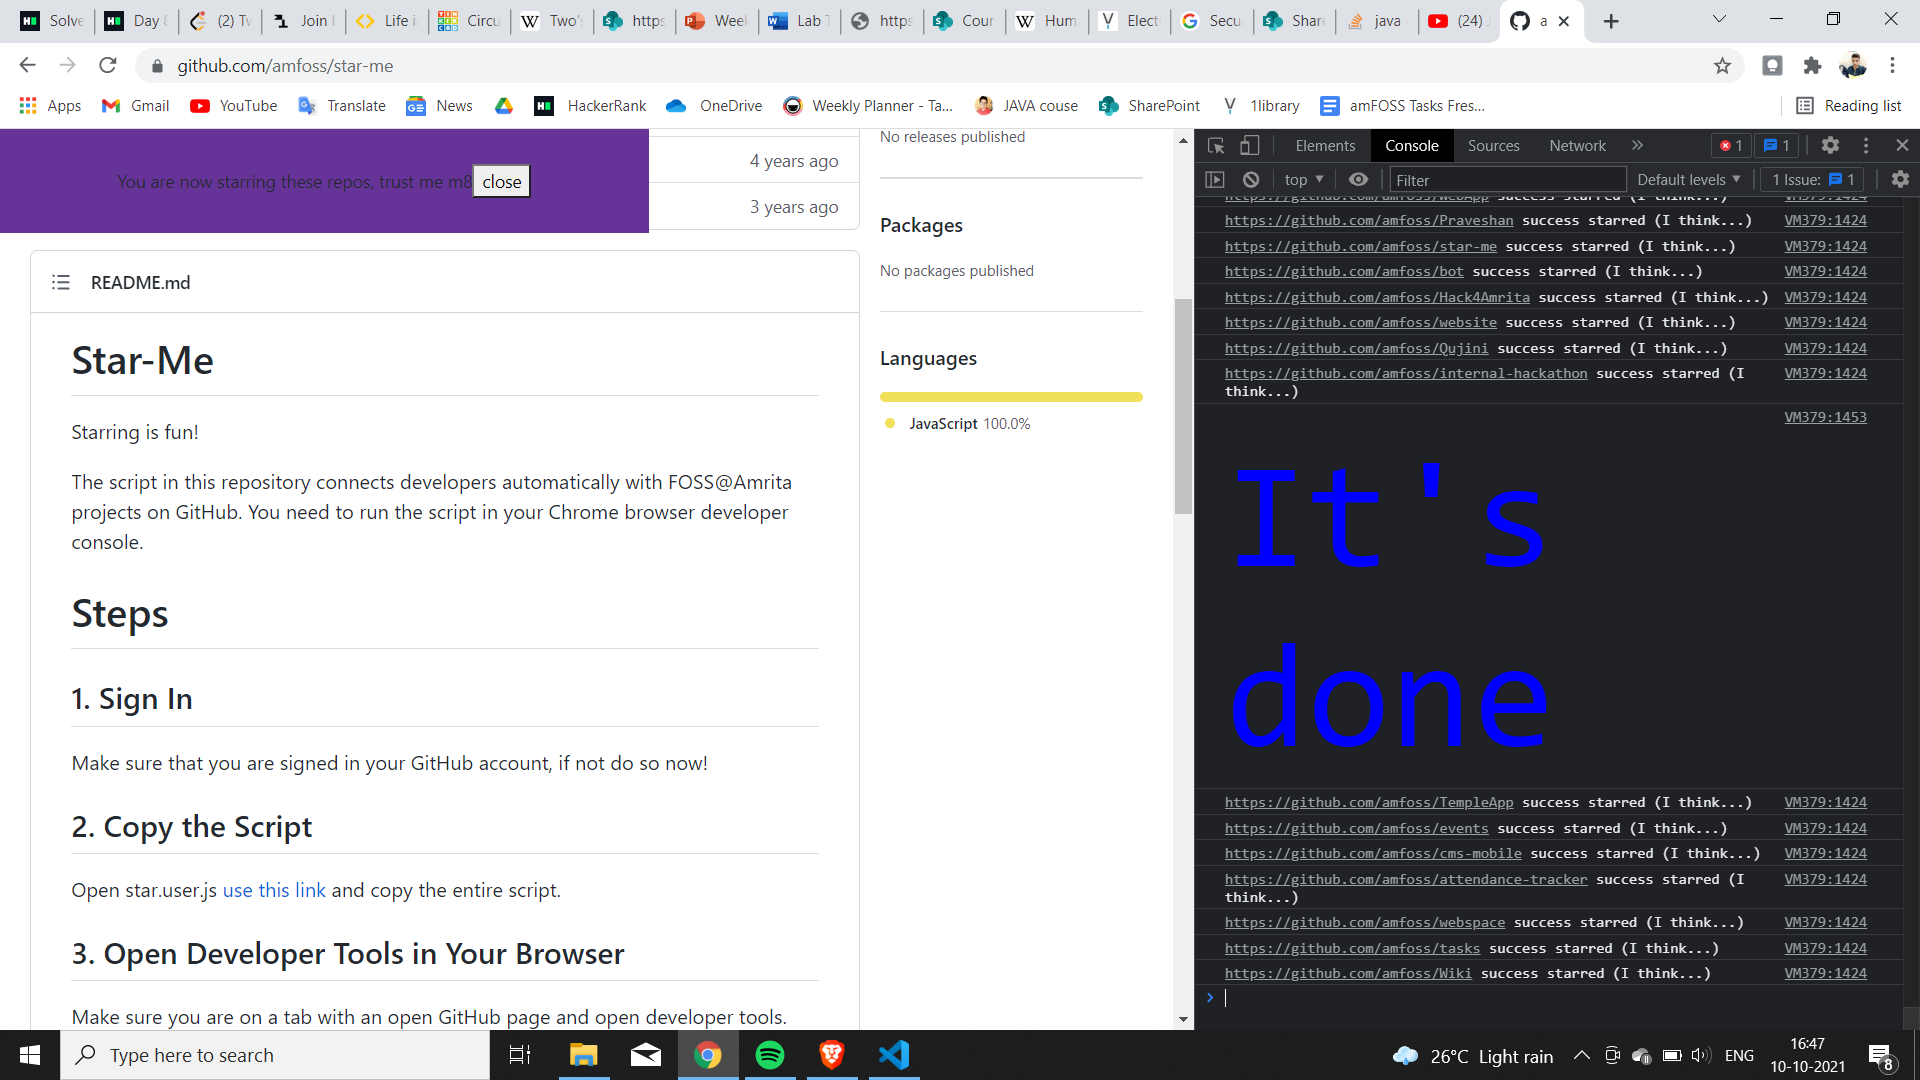 Solve
Day 8
(2) Tw
Join b
Life in
Circu
Two's
https
Week
Lab T
https
Cour
Hum
Elect
Secu
Share
java
(24)
a
github.com/amfoss/star-me
Apps
Gmail
YouTube
Translate
News
HackerRank
OneDrive
Weekly Planner - Ta...
JAVA couse
SharePoint
1library
amFOSS Tasks Fres...
Reading list
You are now starring these repos, trust me m8
close
4 years ago
3 years ago
README.md
Star-Me
Starring is fun!
The script in this repository connects developers automatically with FOSS@Amrita
projects on GitHub. You need to run the script in your Chrome browser developer
console.
Steps
1. Sign In
Make sure that you are signed in your GitHub account, if not do so now!
2. Copy the Script
Open star.user.js use this link and copy the entire script.
3. Open Developer Tools in Your Browser
Make sure you are on a tab with an open GitHub page and open developer tools.
No releases published
Packages
No packages published
Languages
JavaScript 100.0%
Elements
Console
Sources
Network
1
1
top
Filter
Default levels
1 Issue: 1
https://github.com/amfoss/webApp success starred (I think...) VM379:1424
https://github.com/amfoss/Praveshan success starred (I think...) VM379:1424
https://github.com/amfoss/star-me success starred (I think...) VM379:1424
https://github.com/amfoss/bot success starred (I think...) VM379:1424
https://github.com/amfoss/Hack4Amrita success starred (I think...) VM379:1424
https://github.com/amfoss/website success starred (I think...) VM379:1424
https://github.com/amfoss/Qujini success starred (I think...) VM379:1424
https://github.com/amfoss/internal-hackathon success starred (I VM379:1424
think...)
VM379:1453
It's
done
https://github.com/amfoss/TempleApp success starred (I think...) VM379:1424
https://github.com/amfoss/events success starred (I think...) VM379:1424
https://github.com/amfoss/cms-mobile success starred (I think...) VM379:1424
https://github.com/amfoss/attendance-tracker success starred (I VM379:1424
think...)
https://github.com/amfoss/webspace success starred (I think...) VM379:1424
https://github.com/amfoss/tasks success starred (I think...) VM379:1424
https://github.com/amfoss/Wiki success starred (I think...) VM379:1424
Type here to search
26°C Light rain
ENG
16:47
10-10-2021
8